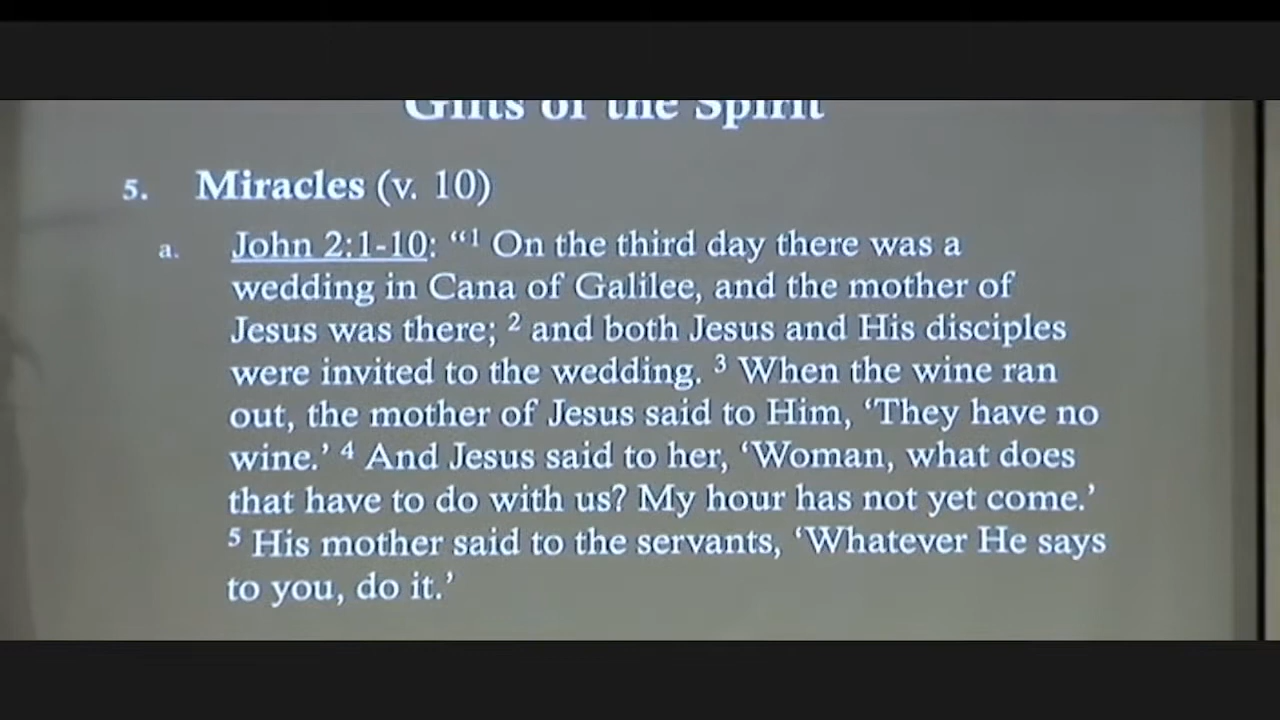 Gifts of the Spirit
5. Miracles (v. 10)
a. John 2:1-10: “¹ On the third day there was a
wedding in Cana of Galilee, and the mother of
Jesus was there; ² and both Jesus and His disciples
were invited to the wedding. ³ When the wine ran
out, the mother of Jesus said to Him, ‘They have no
wine.’ ⁴ And Jesus said to her, ‘Woman, what does
that have to do with us? My hour has not yet come.’
⁵ His mother said to the servants, ‘Whatever He says
to you, do it.’